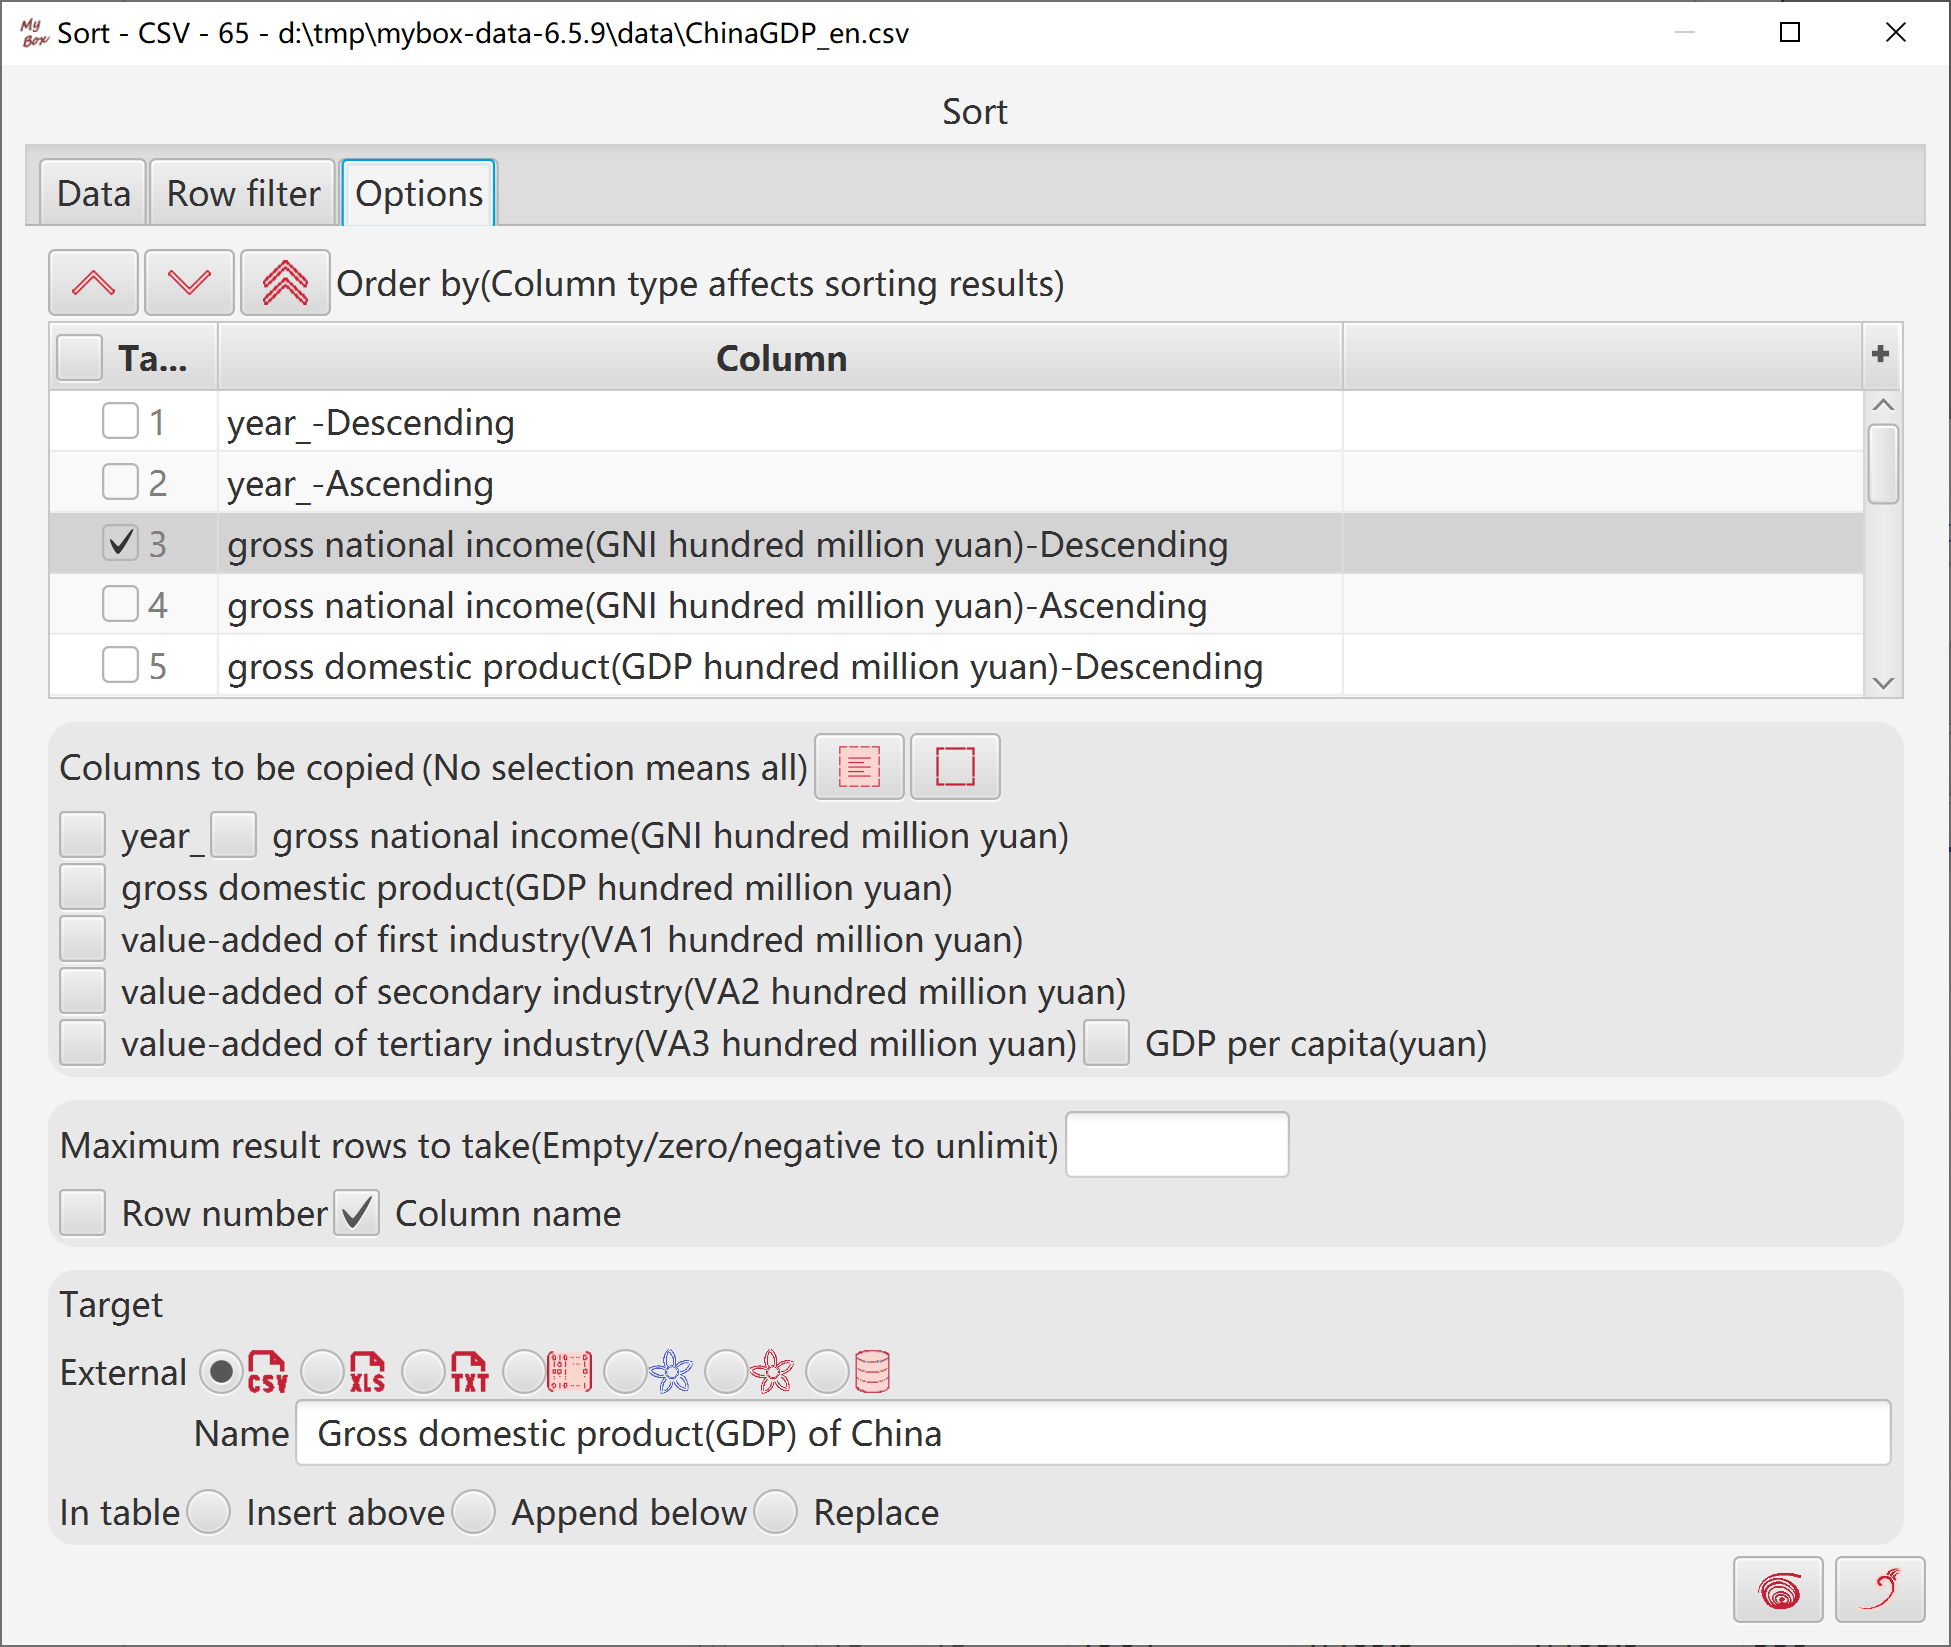 My Box Sort - CSV - 65 - d:\tmp\mybox-data-6.5.9\data\ChinaGDP_en.csv
Sort
Data Row filter Options
Order by(Column type affects sorting results)
Ta... Column
1 year_-Descending
2 year_-Ascending
3 gross national income(GNI hundred million yuan)-Descending
4 gross national income(GNI hundred million yuan)-Ascending
5 gross domestic product(GDP hundred million yuan)-Descending
Columns to be copied (No selection means all)
year_ gross national income(GNI hundred million yuan)
gross domestic product(GDP hundred million yuan)
value-added of first industry(VA1 hundred million yuan)
value-added of secondary industry(VA2 hundred million yuan)
value-added of tertiary industry(VA3 hundred million yuan) GDP per capita(yuan)
Maximum result rows to take(Empty/zero/negative to unlimit)
Row number Column name
Target
External CSV XLS TXT
Name Gross domestic product(GDP) of China
In table Insert above Append below Replace